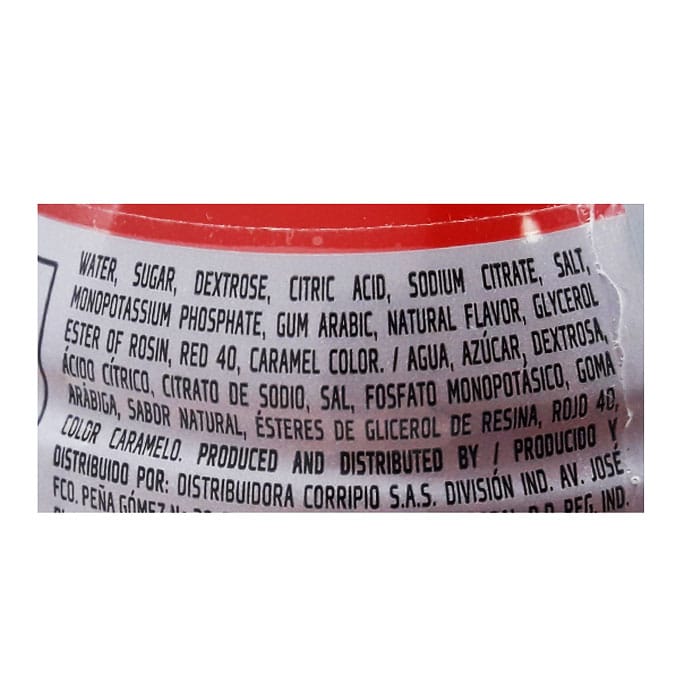 WATER, SUGAR, DEXTROSE, CITRIC ACID, SODIUM CITRATE, SALT,
MONOPOTASSIUM PHOSPHATE, GUM ARABIC, NATURAL FLAVOR, GLYCEROL
ESTER OF ROSIN, RED 40, CARAMEL COLOR. / AGUA, AZÚCAR, DEXTROSA,
ÁCIDO CÍTRICO, CITRATO DE SODIO, SAL, FOSFATO MONOPOTÁSICO, GOMA
ARÀBIGA, SABOR NATURAL, ÉSTERES DE GLICEROL DE RESINA, ROJO 40,
COLOR CARAMELO. PRODUCED AND DISTRIBUTED BY / PRODUCIDO Y
DISTRIBUIDO POR: DISTRIBUIDORA CORRIPIO S.A.S. DIVISIÓN IND. AV. JOSÉ
FCO. PEÑA GÓMEZ REG. IND.